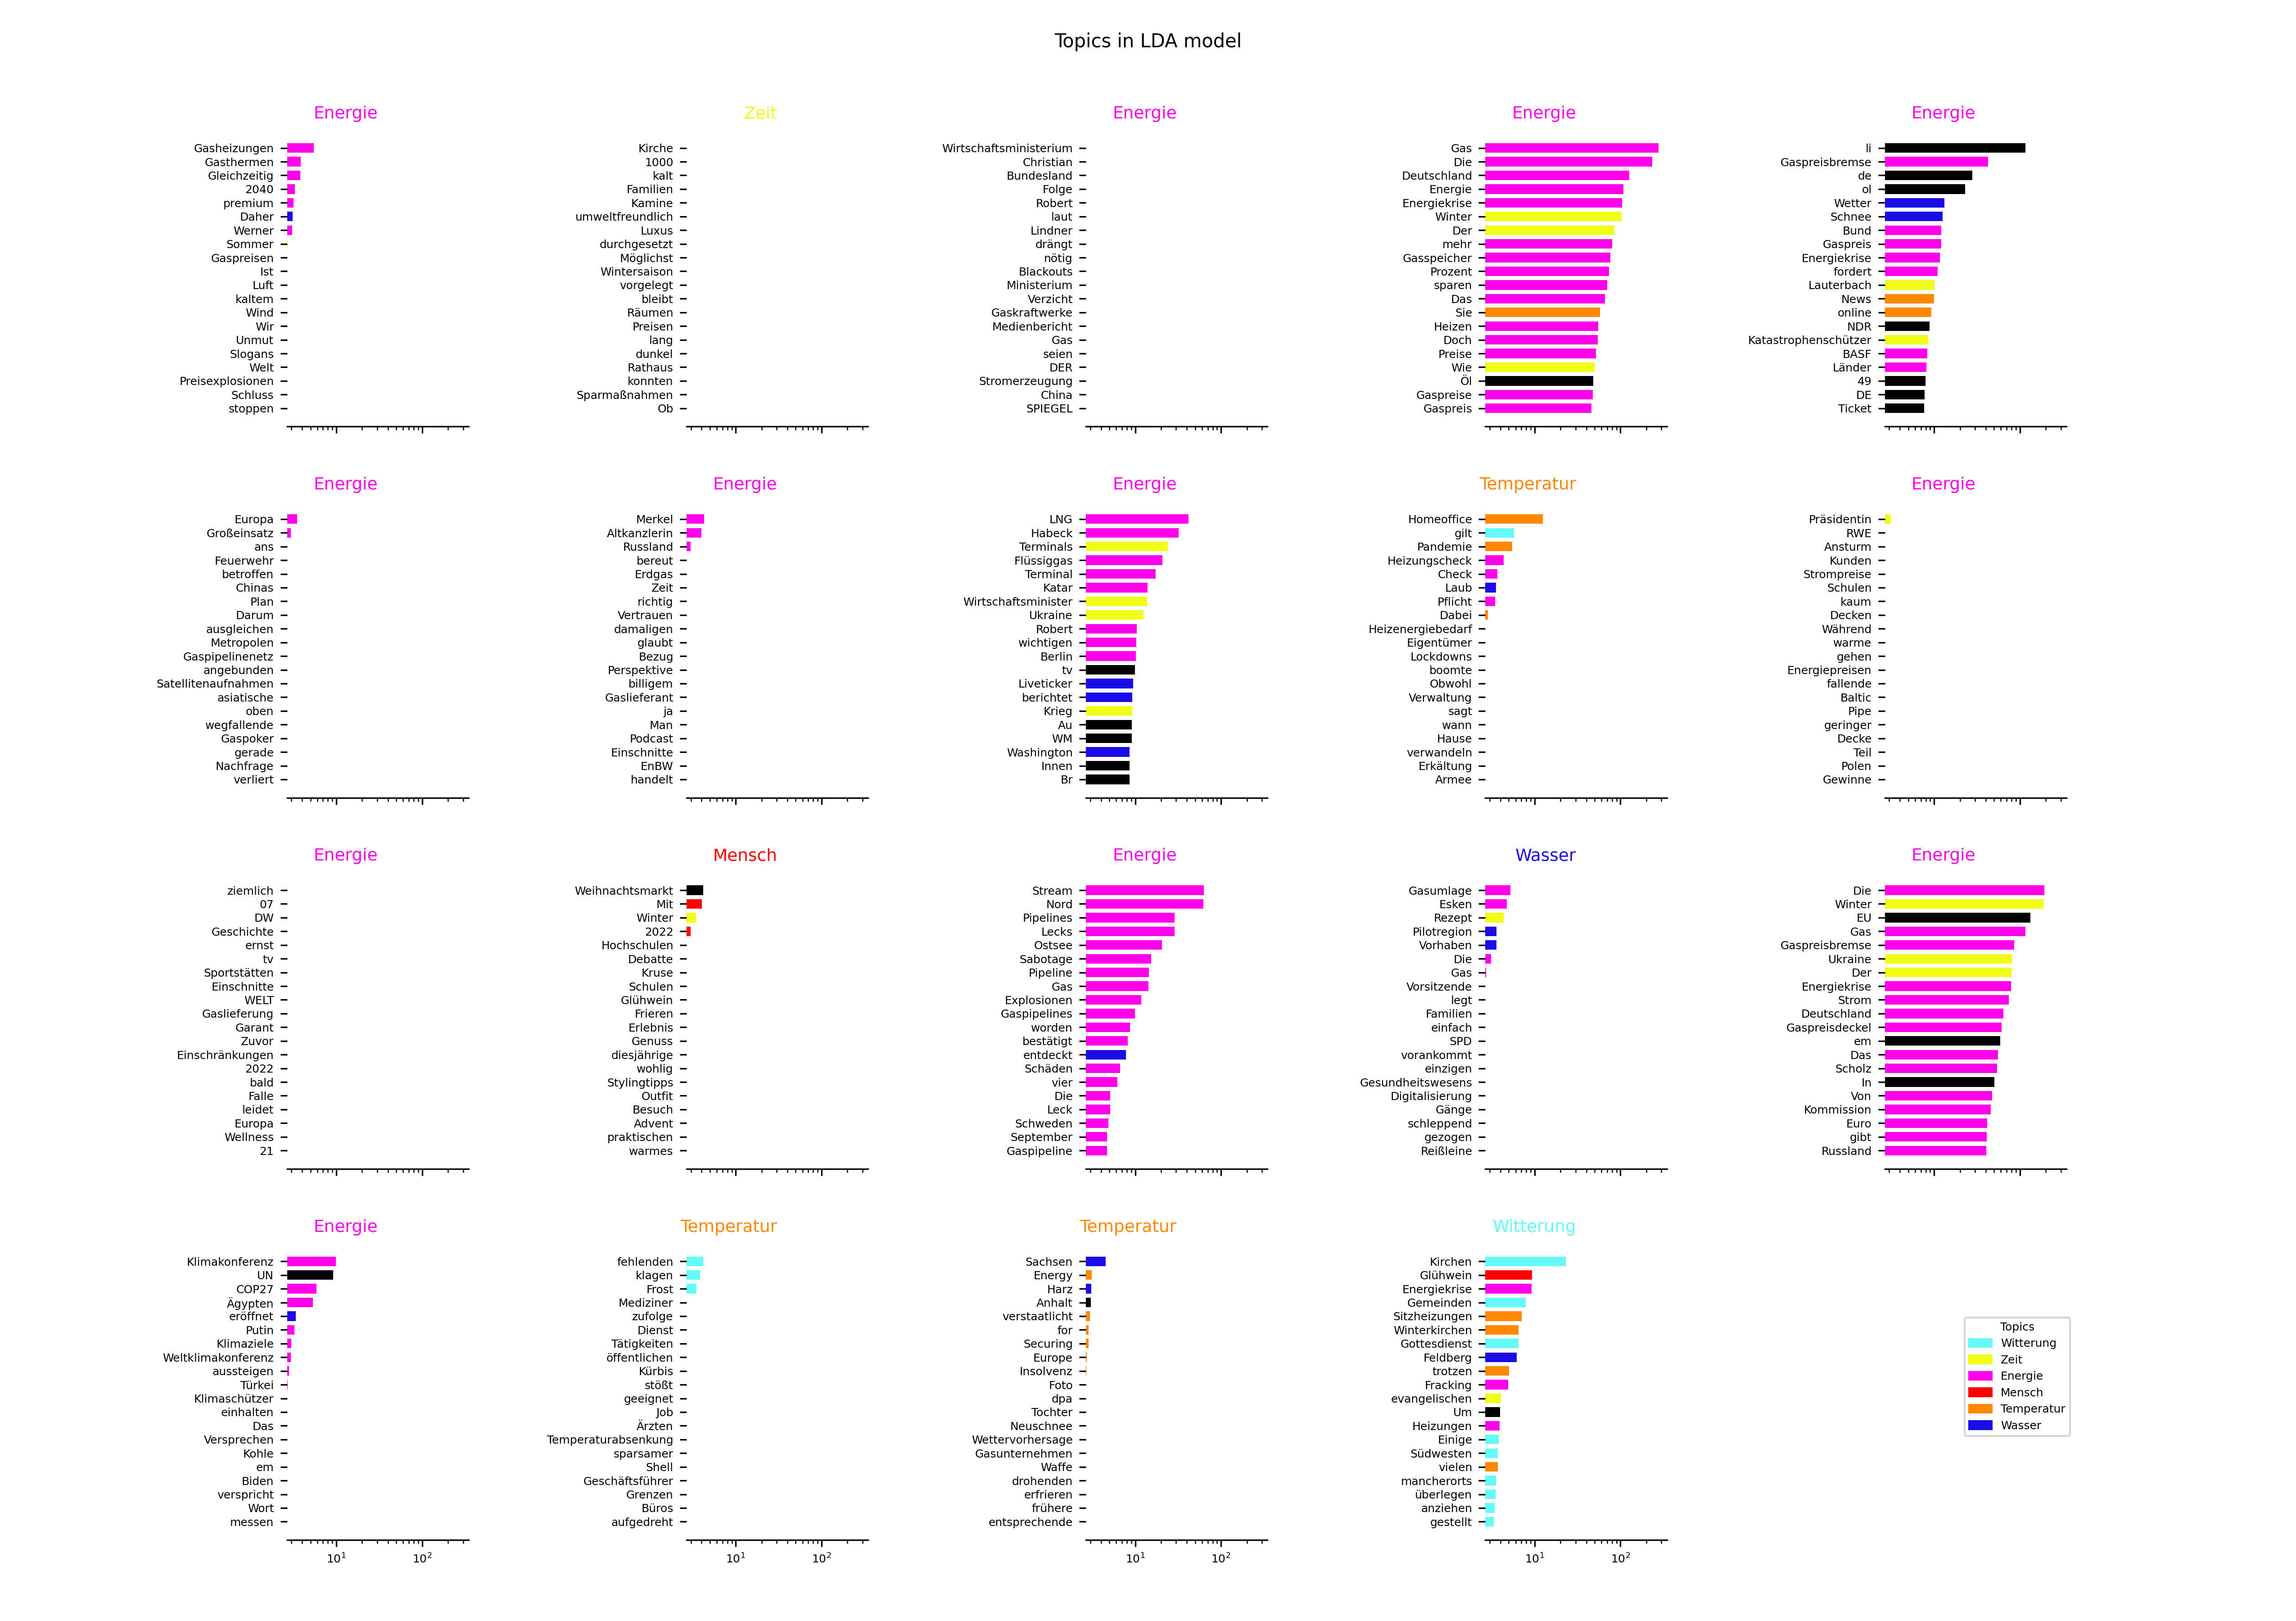 Topics in LDA model
Energie
Gasheizungen
Gasthermen
Gleichzeitig
2040
premium
Daher
Werner
Sommer
Gaspreisen
Ist
Luft
kaltem
Wind
Wir
Unmut
Slogans
Welt
Preisexplosionen
Schluss
stoppen
Zeit
Kirche
1000
kalt
Familien
Kamine
umweltfreundlich
Luxus
durchgesetzt
Möglichst
Wintersaison
vorgelegt
bleibt
Räumen
Preisen
lang
dunkel
Rathaus
konnten
Sparmaßnahmen
Ob
Energie
Wirtschaftsministerium
Christian
Bundesland
Folge
Robert
laut
Lindner
drängt
nötig
Blackouts
Ministerium
Verzicht
Gaskraftwerke
Medienbericht
Gas
seien
DER
Stromerzeugung
China
SPIEGEL
Energie
Gas
Die
Deutschland
Energie
Energiekrise
Winter
Der
mehr
Gasspeicher
Prozent
sparen
Das
Sie
Heizen
Doch
Preise
Wie
Öl
Gaspreise
Gaspreis
Energie
li
Gaspreisbremse
de
ol
Wetter
Schnee
Bund
Gaspreis
Energiekrise
fordert
Lauterbach
News
online
NDR
Katastrophenschützer
BASF
Länder
49
DE
Ticket
Energie
Europa
Großeinsatz
ans
Feuerwehr
betroffen
Chinas
Plan
Darum
ausgleichen
Metropolen
Gaspipelinenetz
angebunden
Satellitenaufnahmen
asiatische
oben
wegfallende
Gaspoker
gerade
Nachfrage
verliert
Energie
Merkel
Altkanzlerin
Russland
bereut
Erdgas
Zeit
richtig
Vertrauen
damaligen
glaubt
Bezug
Perspektive
billigem
Gaslieferant
ja
Man
Podcast
Einschnitte
EnBW
handelt
Energie
LNG
Habeck
Terminals
Flüssiggas
Terminal
Katar
Wirtschaftsminister
Ukraine
Robert
wichtigen
Berlin
tv
Liveticker
berichtet
Krieg
Au
WM
Washington
Innen
Br
Temperatur
Homeoffice
gilt
Pandemie
Heizungscheck
Check
Laub
Pflicht
Dabei
Heizenergiebedarf
Eigentümer
Lockdowns
boomte
Obwohl
Verwaltung
sagt
wann
Hause
verwandeln
Erkältung
Armee
Energie
Präsidentin
RWE
Ansturm
Kunden
Strompreise
Schulen
kaum
Decken
Während
warme
gehen
Energiepreisen
fallende
Baltic
Pipe
geringer
Decke
Teil
Polen
Gewinne
Energie
ziemlich
07
DW
Geschichte
ernst
tv
Sportstätten
Einschnitte
WELT
Gaslieferung
Garant
Zuvor
Einschränkungen
2022
bald
Falle
leidet
Europa
Wellness
21
Mensch
Weihnachtsmarkt
Mit
Winter
2022
Hochschulen
Debatte
Kruse
Schulen
Glühwein
Frieren
Erlebnis
Genuss
diesjährige
wohlig
Stylingtipps
Outfit
Besuch
Advent
praktischen
warmes
Energie
Stream
Nord
Pipelines
Lecks
Ostsee
Sabotage
Pipeline
Gas
Explosionen
Gaspipelines
worden
bestätigt
entdeckt
Schäden
vier
Die
Leck
Schweden
September
Gaspipeline
Wasser
Gasumlage
Esken
Rezept
Pilotregion
Vorhaben
Die
Gas
Vorsitzende
legt
Familien
einfach
SPD
vorankommt
einzigen
Gesundheitswesens
Digitalisierung
Gänge
schleppend
gezogen
Reißleine
Energie
Die
Winter
EU
Gas
Gaspreisbremse
Ukraine
Der
Energiekrise
Strom
Deutschland
Gaspreisdeckel
em
Das
Scholz
In
Von
Kommission
Euro
gibt
Russland
Energie
Klimakonferenz
UN
COP27
Ägypten
eröffnet
Putin
Klimaziele
Weltklimakonferenz
aussteigen
Türkei
Klimaschützer
einhalten
Das
Versprechen
Kohle
em
Biden
verspricht
Wort
messen
10¹ 10²
Temperatur
fehlenden
klagen
Frost
Mediziner
zufolge
Dienst
Tätigkeiten
öffentlichen
Kürbis
stößt
geeignet
Job
Ärzten
Temperaturabsenkung
sparsamer
Shell
Geschäftsführer
Grenzen
Büros
aufgedreht
10¹ 10²
Temperatur
Sachsen
Energy
Harz
Anhalt
verstaatlicht
for
Securing
Europe
Insolvenz
Foto
dpa
Tochter
Neuschnee
Wettervorhersage
Gasunternehmen
Waffe
drohenden
erfrieren
frühere
entsprechende
10¹ 10²
Witterung
Kirchen
Glühwein
Energiekrise
Gemeinden
Sitzheizungen
Winterkirchen
Gottesdienst
Feldberg
trotzen
Fracking
evangelischen
Um
Heizungen
Einige
Südwesten
vielen
mancherorts
überlegen
anziehen
gestellt
10¹ 10²
Topics
Witterung
Zeit
Energie
Mensch
Temperatur
Wasser